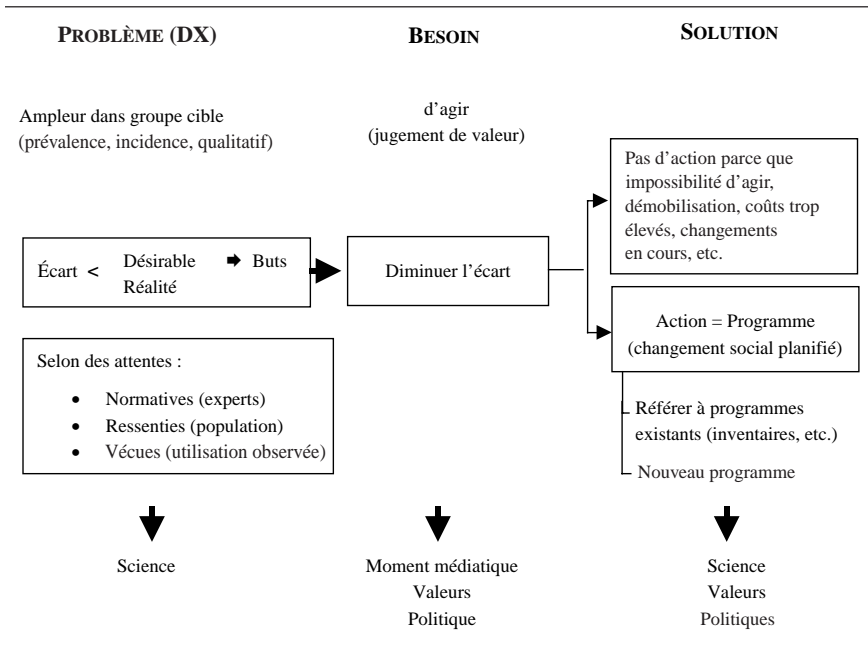 PROBLÈME (DX)
BESOIN
SOLUTION
Ampleur dans groupe cible
(prévalence, incidence, qualitatif)
d’agir
(jugement de valeur)
Pas d’action parce que
impossibilité d’agir,
démobilisation, coûts trop
élevés, changements
en cours, etc.
Écart < Désirable ➨ Buts
Réalité
Diminuer l’écart
Action = Programme
(changement social planifié)
Selon des attentes :
• Normatives (experts)
• Ressenties (population)
• Vécues (utilisation observée)
Référer à programmes
existants (inventaires, etc.)
Nouveau programme
Science
Moment médiatique
Valeurs
Politique
Science
Valeurs
Politiques